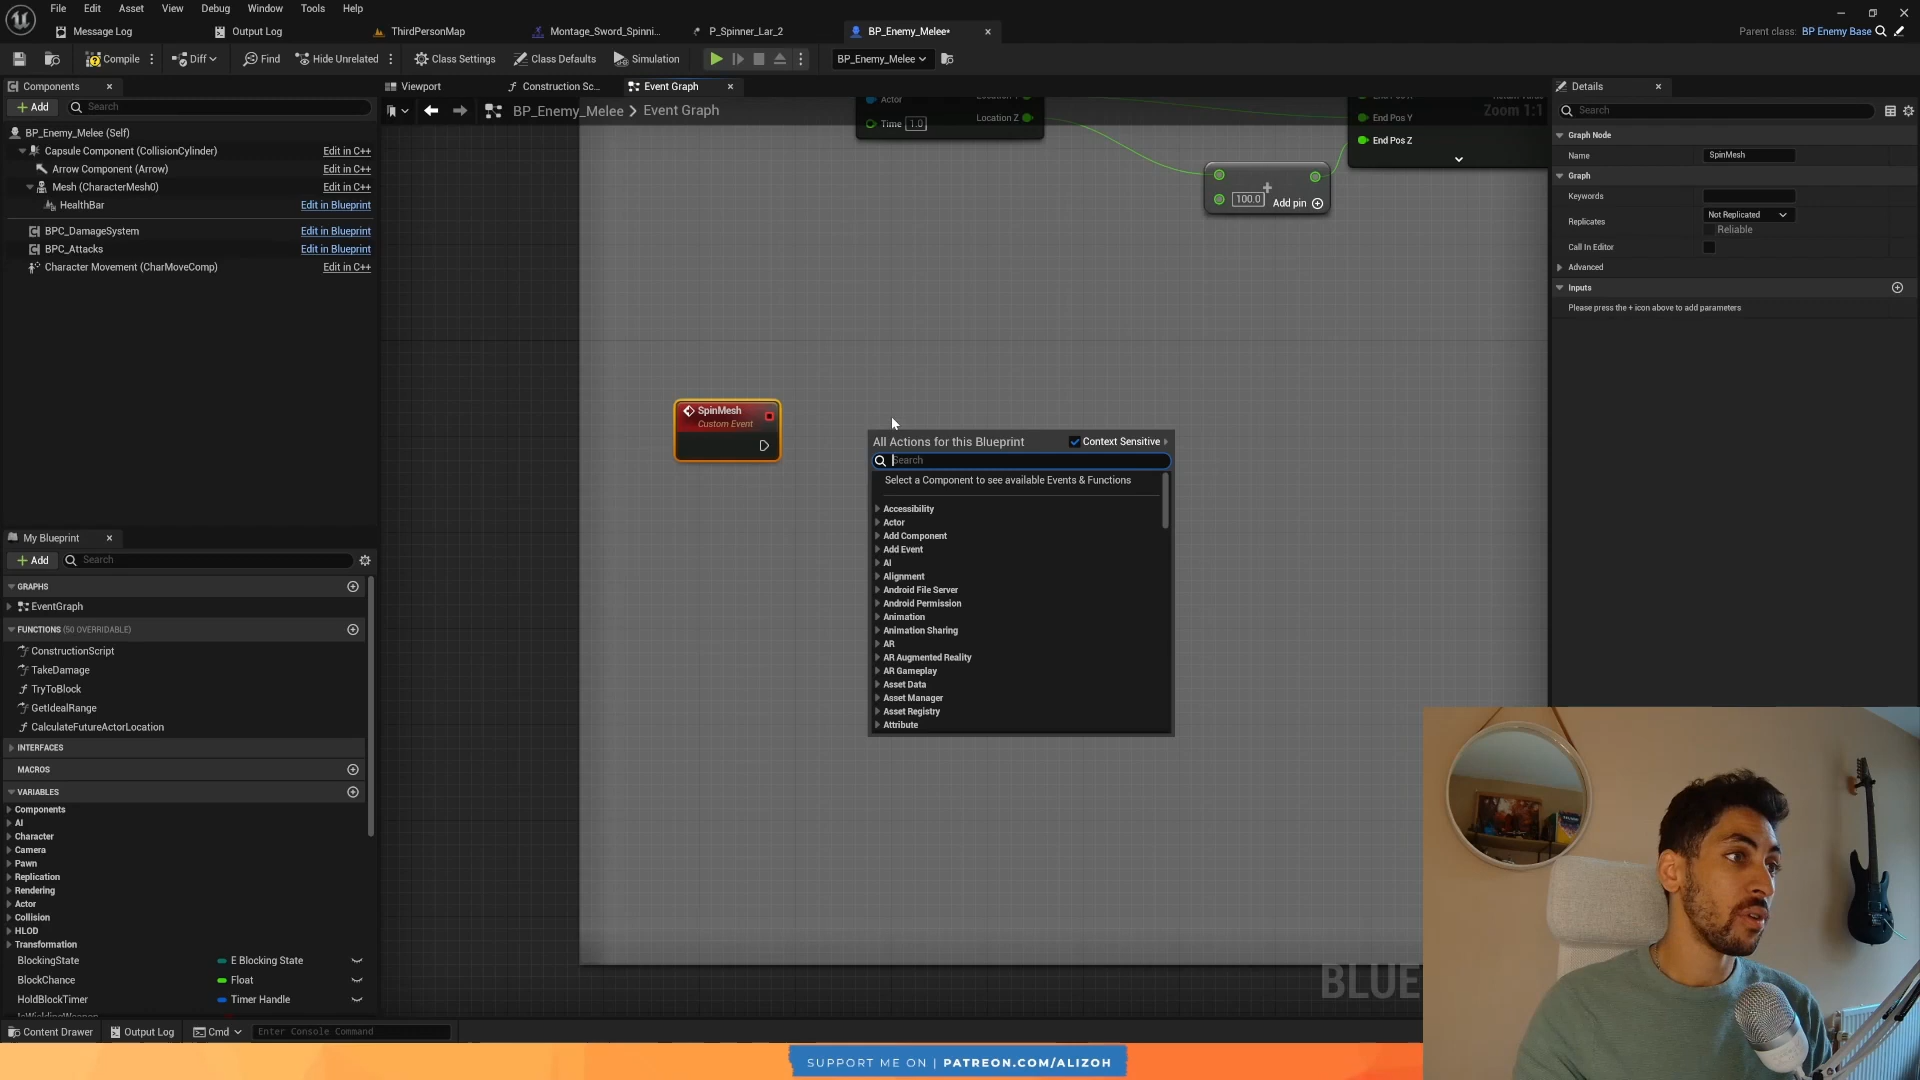 File Edit Asset View Debug Window Tools Help
Message Log Output Log ThirdPersonMap Montage_Sword_Spinni... P_Spinner_Lar_2 BP_Enemy_Melee* Parent class: BP Enemy Base
Compile Diff Find Hide Unrelated Class Settings Class Defaults Simulation BP_Enemy_Melee
Components
Add Search
BP_Enemy_Melee (Self)
Capsule Component (CollisionCylinder) Edit in C++
Arrow Component (Arrow) Edit in C++
Mesh (CharacterMesh0) Edit in C++
HealthBar Edit in Blueprint
BPC_DamageSystem Edit in Blueprint
BPC_Attacks Edit in Blueprint
Character Movement (CharMoveComp) Edit in C++
My Blueprint
Add Search
GRAPHS
EventGraph
FUNCTIONS (50 OVERRIDABLE)
ConstructionScript
TakeDamage
TryToBlock
GetIdealRange
CalculateFutureActorLocation
INTERFACES
MACROS
VARIABLES
Components
AI
Character
Camera
Pawn
Replication
Rendering
Actor
Collision
HLOD
Transformation
BlockingState E Blocking State
BlockChance Float
HoldBlockTimer Timer Handle
IsWieldingWeapon
Viewport Construction Sc... Event Graph
BP_Enemy_Melee > Event Graph Zoom 1:1
Actor
Time 1.0
Location Z
End Pos Y
End Pos Z
100.0 Add pin
SpinMesh
Custom Event
All Actions for this Blueprint Context Sensitive
Search
Select a Component to see available Events & Functions
Accessibility
Actor
Add Component
Add Event
AI
Alignment
Android File Server
Android Permission
Animation
Animation Sharing
AR
AR Augmented Reality
AR Gameplay
Asset Data
Asset Manager
Asset Registry
Attribute
BLUE
Details
Search
Graph Node
Name SpinMesh
Graph
Keywords
Replicates Not Replicated
Reliable
Call In Editor
Advanced
Inputs
Please press the + icon above to add parameters
Content Drawer Output Log Cmd Enter Console Command
SUPPORT ME ON | PATREON.COM/ALIZOH